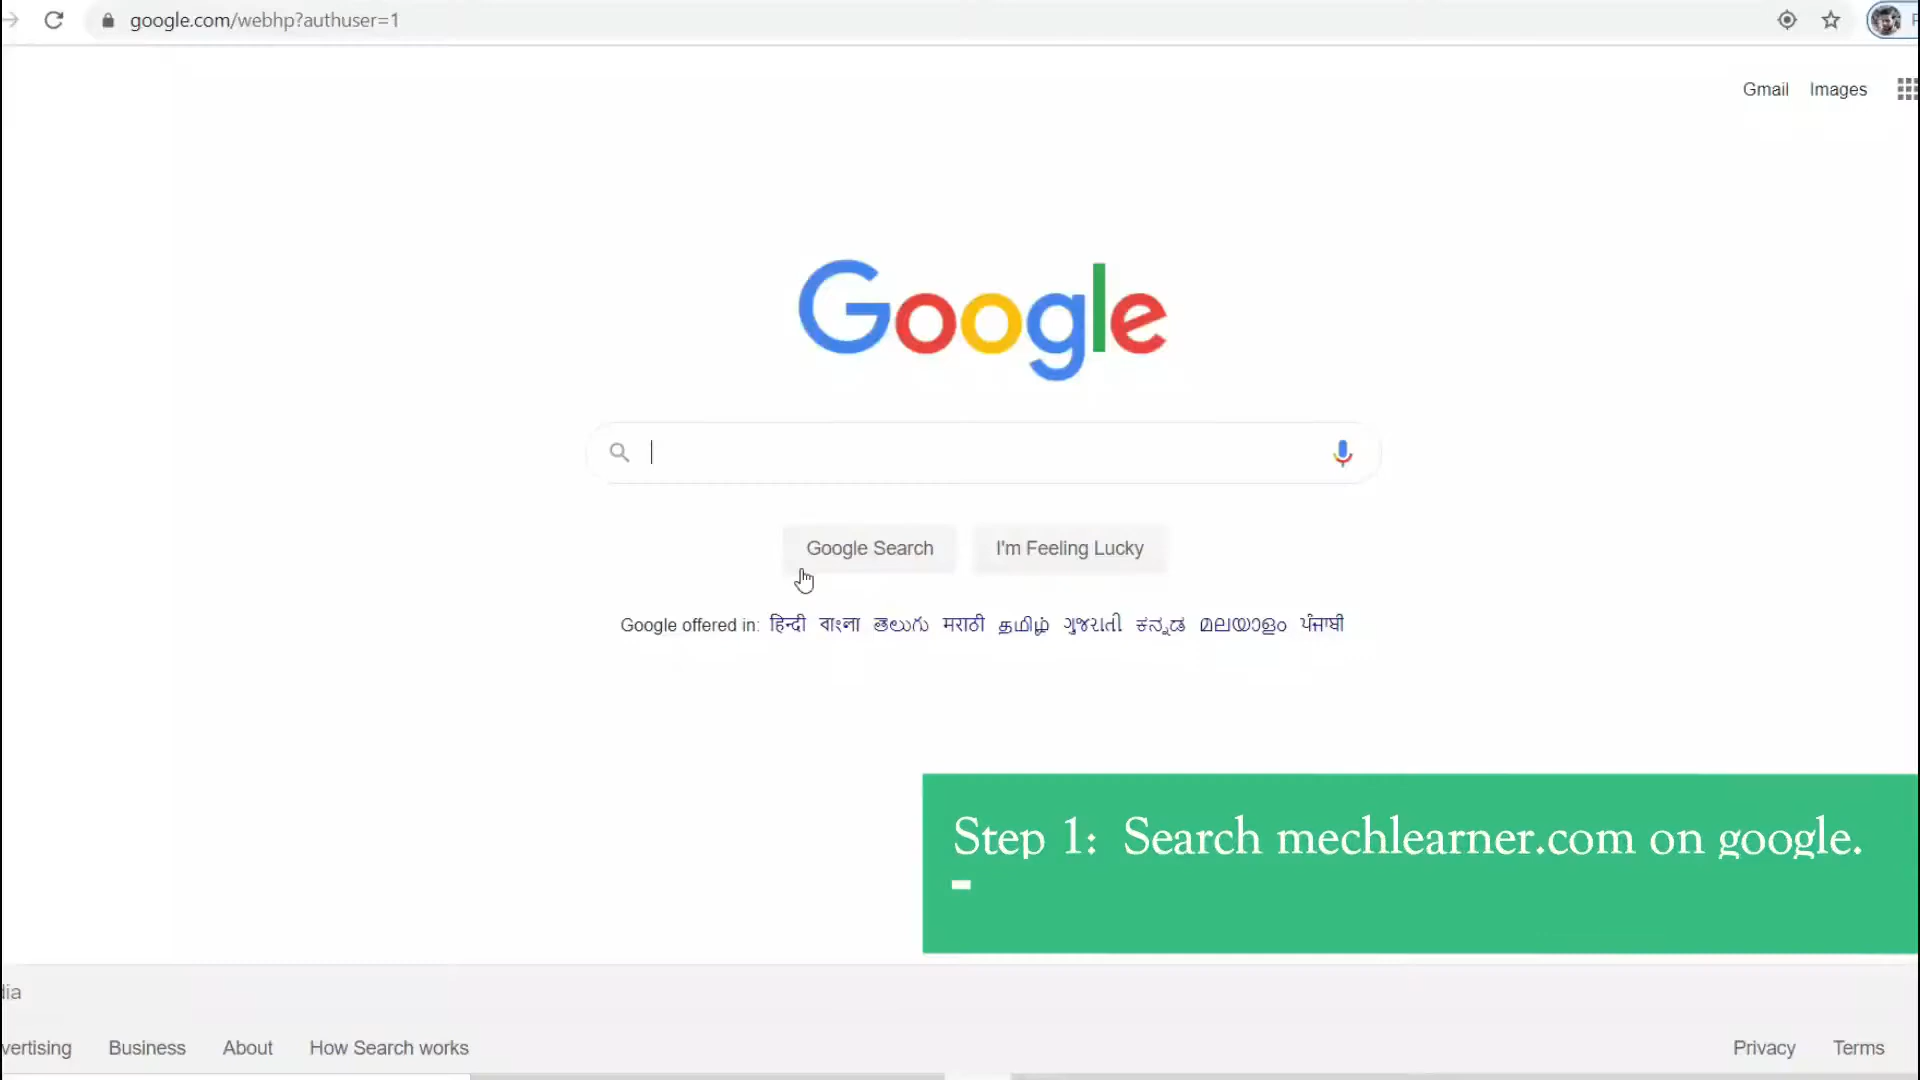 google.com/webhp?authuser=1
Gmail Images
Google
Google Search I'm Feeling Lucky
Google offered in: हिन्दी বাংলা తెలుగు मराठी தமிழ் ગુજરાતી ಕನ್ನಡ മലയാളം ਪੰਜਾਬੀ
Step 1: Search mechlearner.com on google.
dia
vertising Business About How Search works Privacy Terms